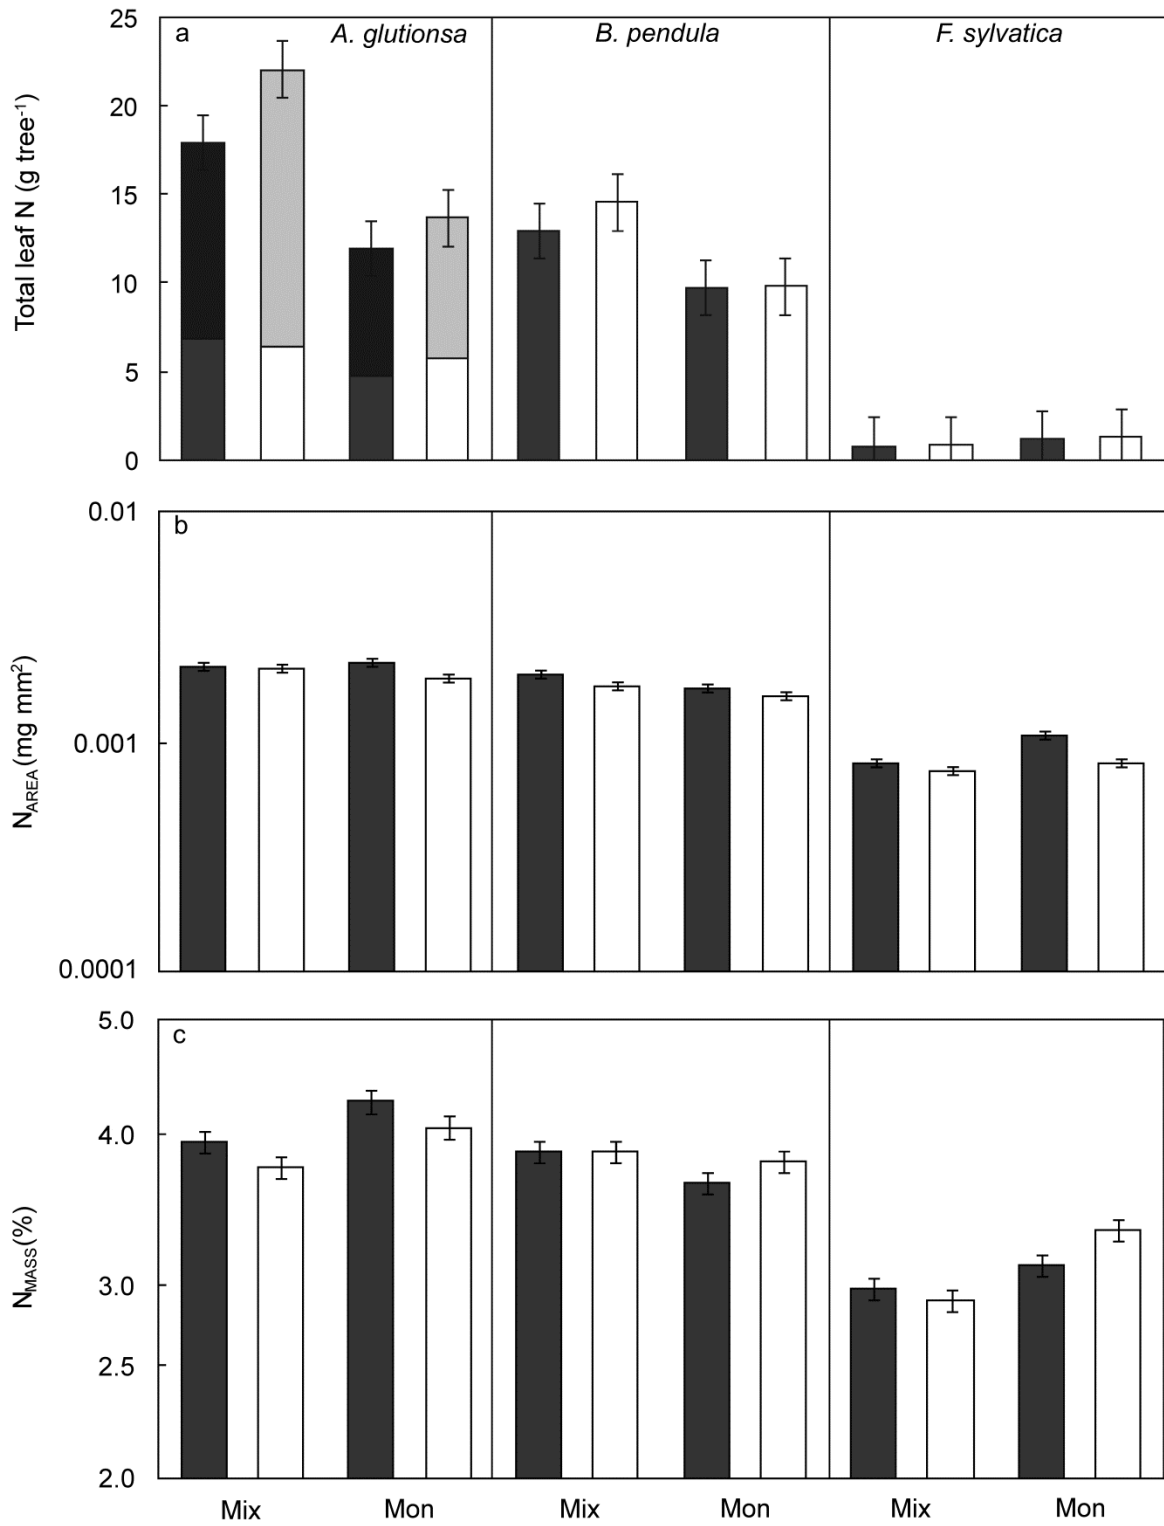 a
A. glutionsa
B. pendula
F. sylvatica
Total leaf N (g tree⁻¹)
25
20
15
10
5
0
b
N_AREA (mg mm²)
0.01
0.001
0.0001
c
N_MASS(%)
5.0
4.0
3.0
2.5
2.0
Mix Mon Mix Mon Mix Mon